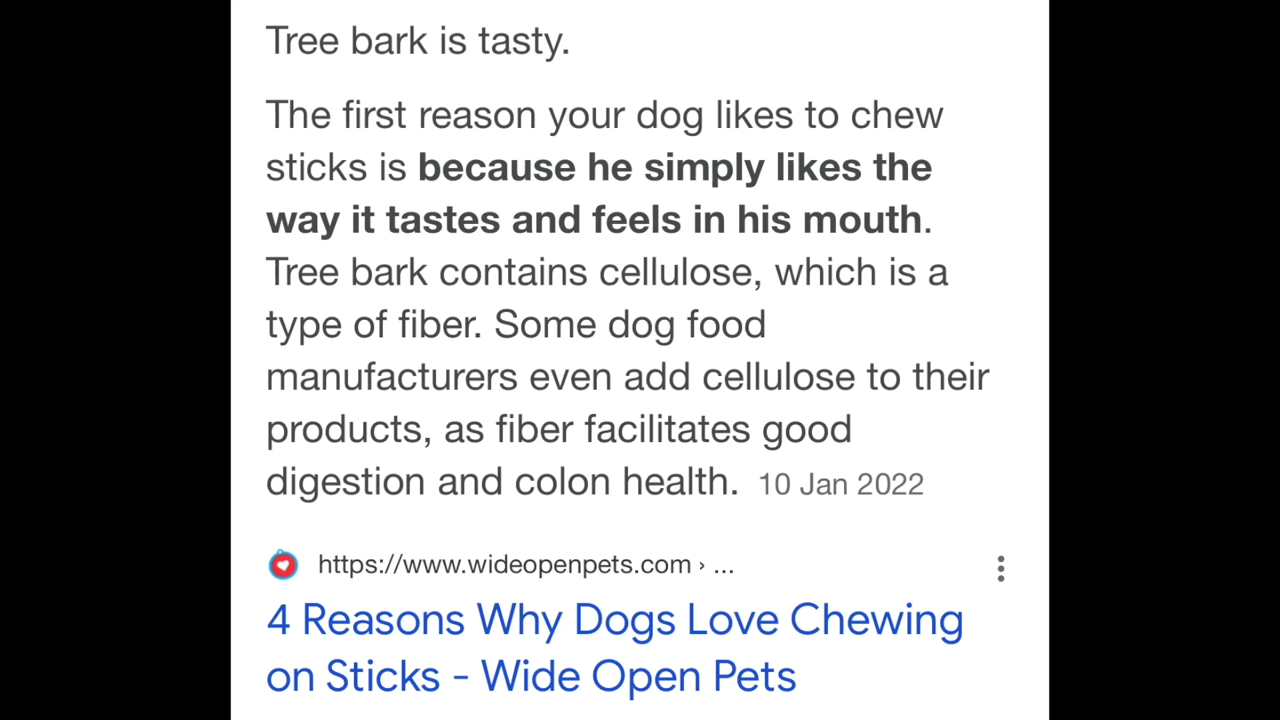 Tree bark is tasty.
The first reason your dog likes to chew
sticks is because he simply likes the
way it tastes and feels in his mouth.
Tree bark contains cellulose, which is a
type of fiber. Some dog food
manufacturers even add cellulose to their
products, as fiber facilitates good
digestion and colon health. 10 Jan 2022
https://www.wideopenpets.com › ...
4 Reasons Why Dogs Love Chewing
on Sticks - Wide Open Pets